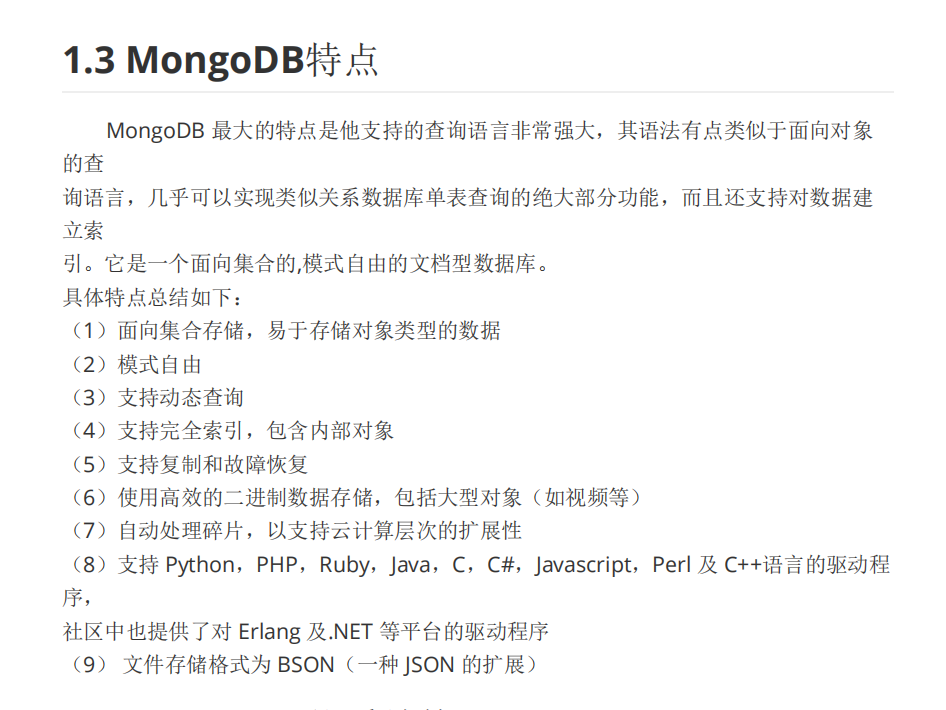 1.3 MongoDB特点
MongoDB 最大的特点是他支持的查询语言非常强大，其语法有点类似于面向对象
的查
询语言，几乎可以实现类似关系数据库单表查询的绝大部分功能，而且还支持对数据建
立索
引。它是一个面向集合的,模式自由的文档型数据库。
具体特点总结如下：
（1）面向集合存储，易于存储对象类型的数据
（2）模式自由
（3）支持动态查询
（4）支持完全索引，包含内部对象
（5）支持复制和故障恢复
（6）使用高效的二进制数据存储，包括大型对象（如视频等）
（7）自动处理碎片，以支持云计算层次的扩展性
（8）支持 Python，PHP，Ruby，Java，C，C#，Javascript，Perl 及 C++语言的驱动程
序，
社区中也提供了对 Erlang 及.NET 等平台的驱动程序
（9） 文件存储格式为 BSON（一种 JSON 的扩展）